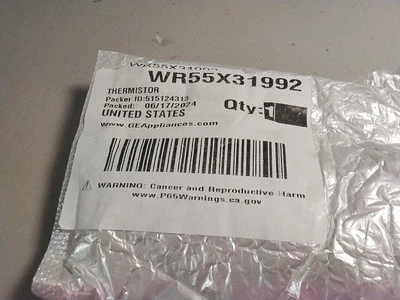 WR55X31992
WR55X31992
THERMISTOR
Packer ID:515124313
Packed: 06/17/2024
Qty:1
UNITED STATES
www.GEAppliances.com
⚠ WARNING: Cancer and Reproductive Harm
www.P65Warnings.ca.gov